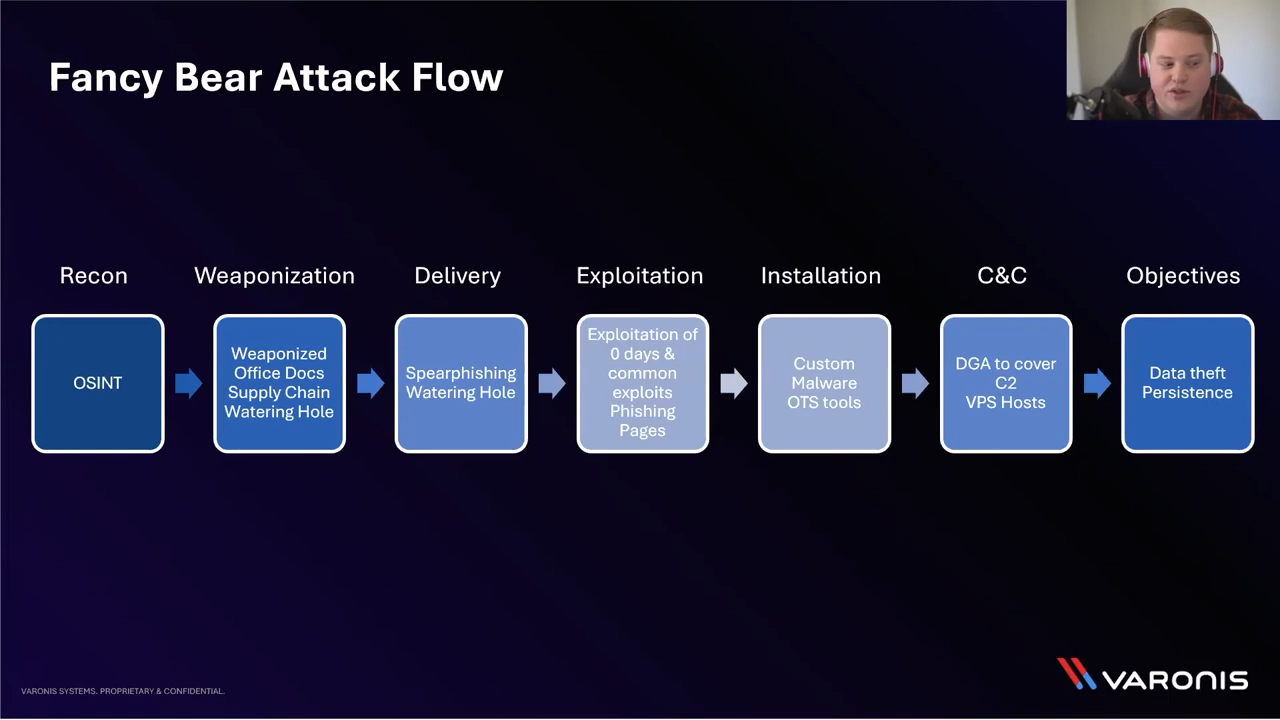 Fancy Bear Attack Flow
Recon
Weaponization
Delivery
Exploitation
Installation
C&C
Objectives
OSINT
Weaponized
Office Docs
Supply Chain
Watering Hole
Spearphishing
Watering Hole
Exploitation of
0 days &
common
exploits
Phishing
Pages
Custom
Malware
OTS tools
DGA to cover
C2
VPS Hosts
Data theft
Persistence
VARONIS SYSTEMS. PROPRIETARY & CONFIDENTIAL.
VARONIS